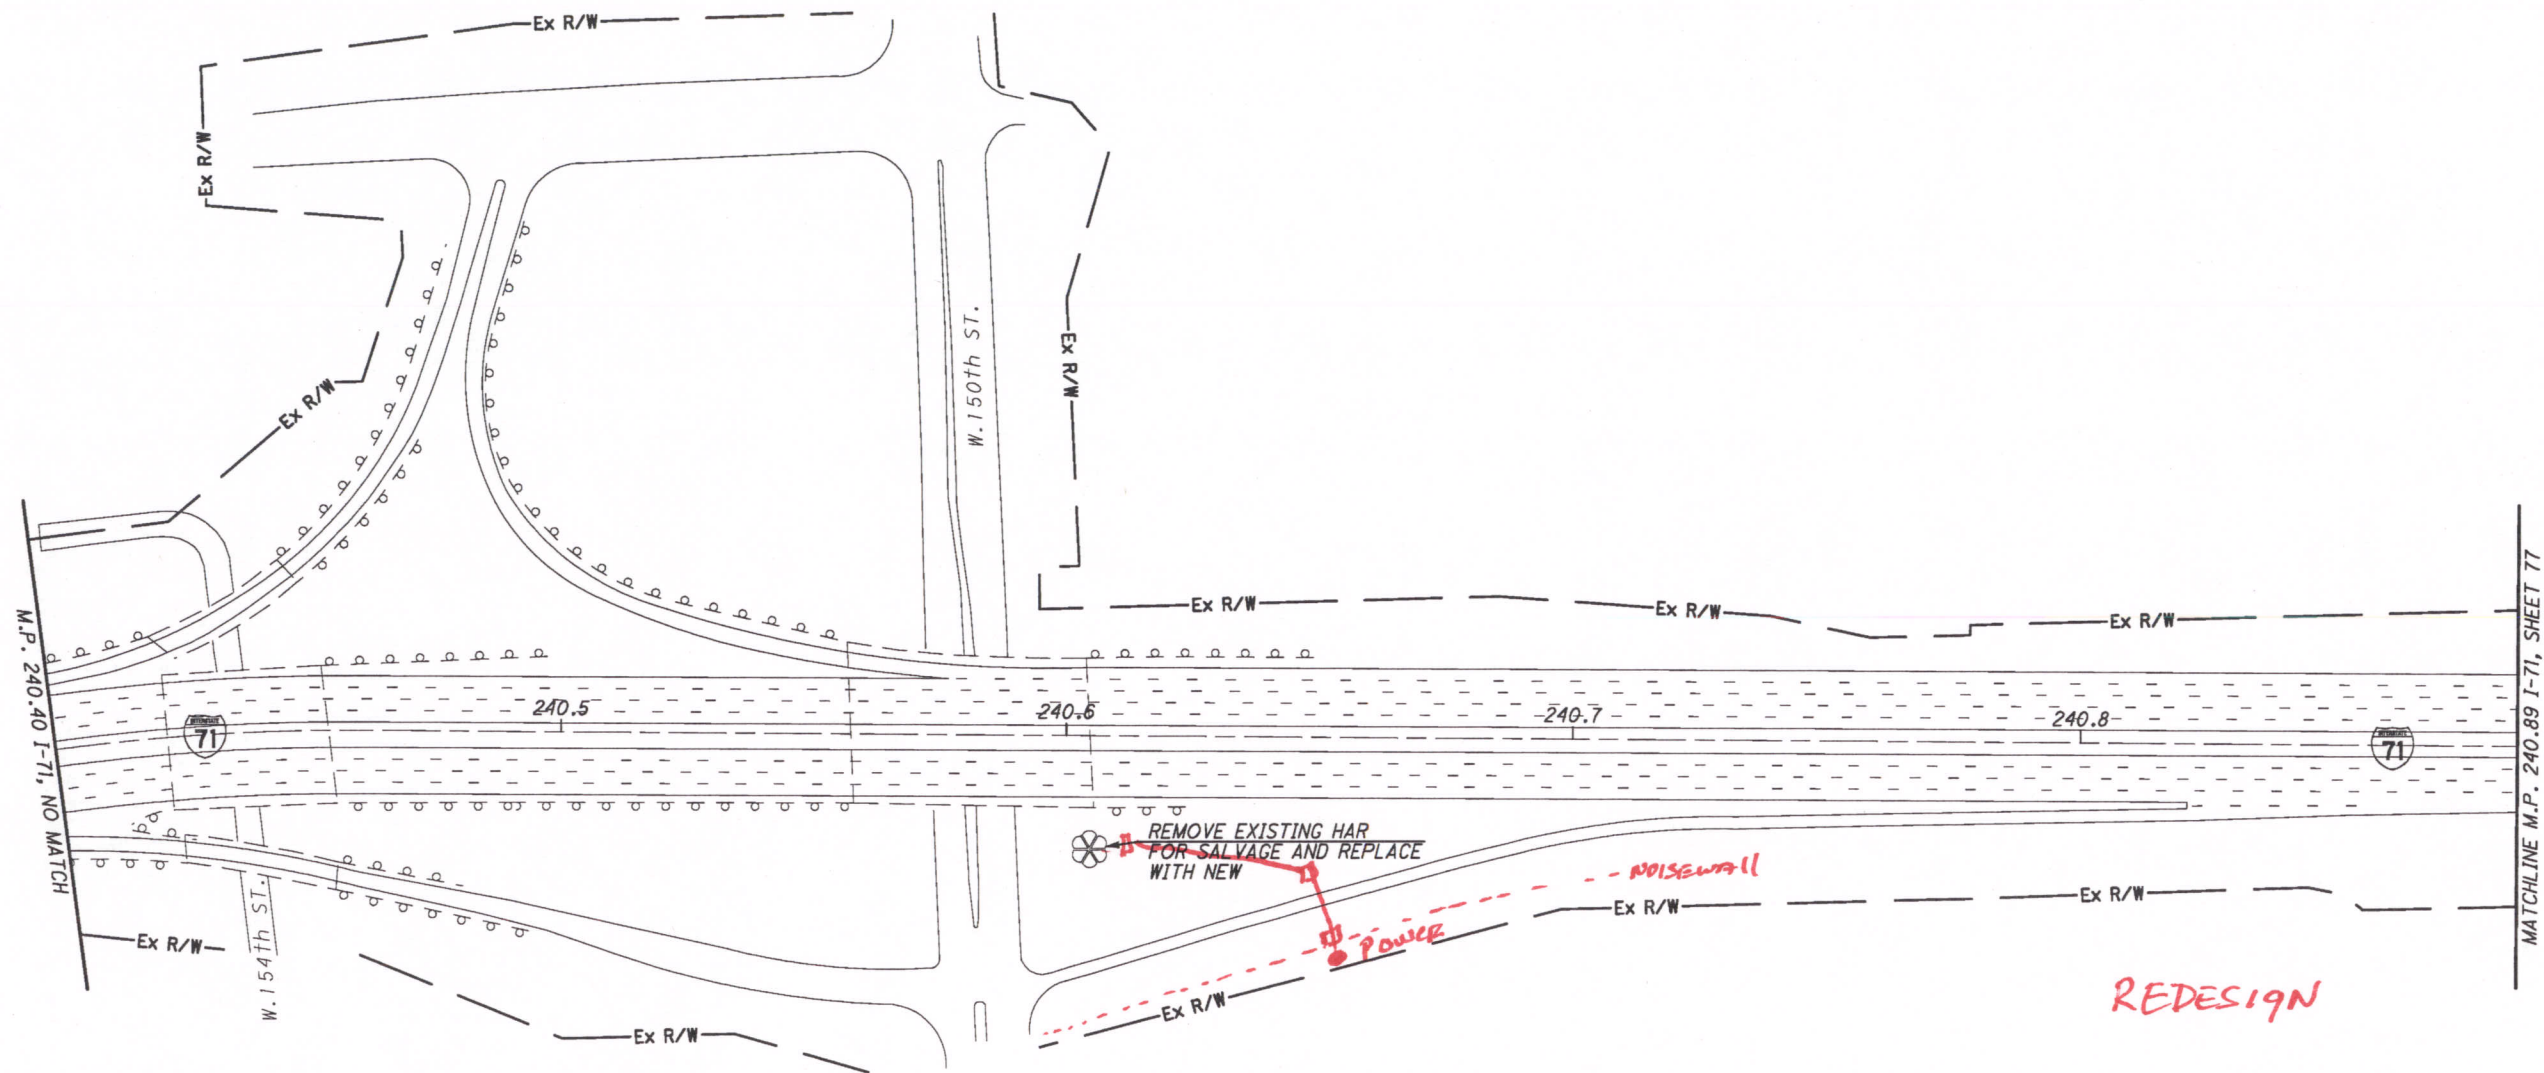 Ex R/W
Ex R/W
Ex R/W
Ex R/W
W.150th ST.
Ex R/W
Ex R/W
Ex R/W
M.P. 240.40 I-71, NO MATCH
MATCHLINE M.P. 240.89 I-71, SHEET 77
240.5
240.6
240.7
240.8
INTERSTATE
71
INTERSTATE
71
REMOVE EXISTING HAR
FOR SALVAGE AND REPLACE
WITH NEW
NOISEWALL
Ex R/W
Ex R/W
POWER
Ex R/W
W.154th ST.
Ex R/W
Ex R/W
REDESIGN